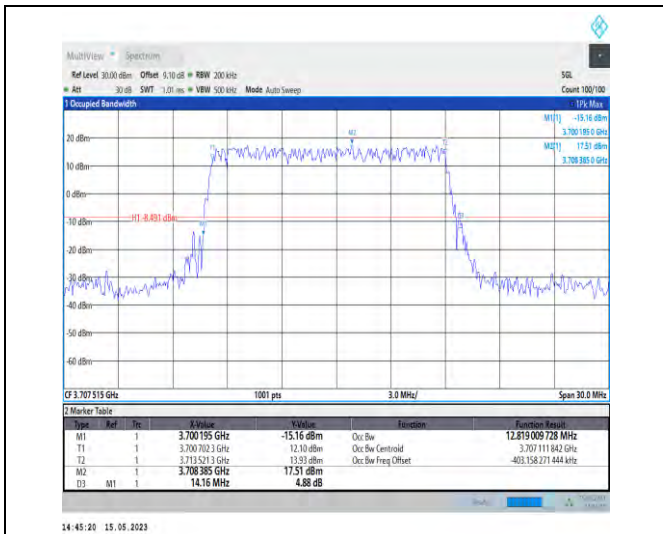 MultiView Spectrum
Ref Level 30.00 dBm Offset 9.10 dB RBW 200 kHz SGL
Att 30 dB SWT 1.01 ms VBW 500 kHz Mode Auto Sweep Count 100/100
1 Occupied Bandwidth 1Pk Max
M1[1] -15.16 dBm
3.700 195 0 GHz
M2[1] 17.51 dBm
3.708 385 0 GHz
M2
T1
T2
20 dBm
10 dBm
0 dBm
-10 dBm
H1 -8.491 dBm
M1
D3
-20 dBm
-30 dBm
-40 dBm
-50 dBm
-60 dBm
CF 3.707 515 GHz 1001 pts 3.0 MHz/ Span 30.0 MHz
2 Marker Table
Type Ref Trc X-Value Y-Value Function Function Result
M1 1 3.700 195 GHz -15.16 dBm Occ Bw 12.819 009 728 MHz
T1 1 3.700 702 3 GHz 12.10 dBm Occ Bw Centroid 3.707 111 842 GHz
T2 1 3.713 521 3 GHz 13.93 dBm Occ Bw Freq Offset -403.158 271 444 kHz
M2 1 3.708 385 GHz 17.51 dBm
D3 M1 1 14.16 MHz 4.88 dB
14:45:20 15.05.2023